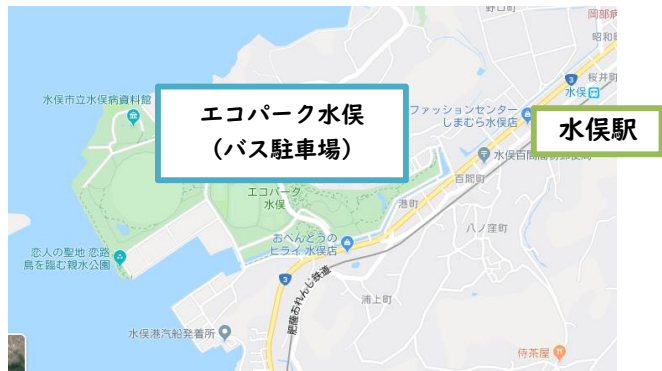 野口町
岡部病
昭和町
桜井町
水俣
水俣市立水俣病資料館
エコパーク水俣
(バス駐車場)
ファッションセンター
しまむら水俣店
水俣駅
水俣百間
百間町
エコパーク
水俣
港町
八ノ窪町
おべんとうの
ヒライ 水俣店
恋人の聖地 恋路
島を臨む親水公園
3
3
肥薩おれんじ鉄道
浦上町
水俣港汽船発着所
侍茶屋